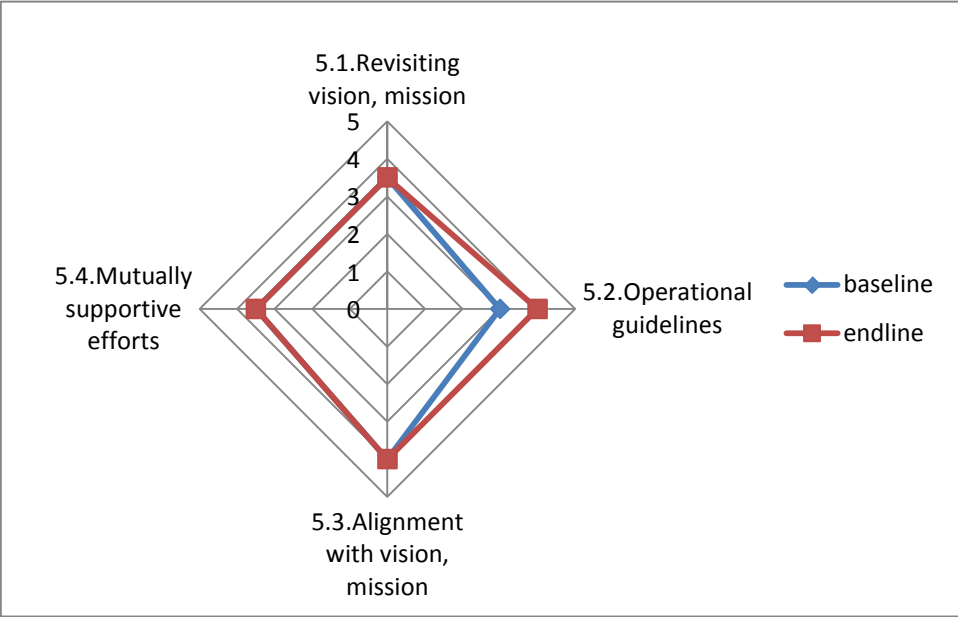 5.1.Revisiting
vision, mission
5
4
3
2
1
0
5.2.Operational
guidelines
5.3.Alignment
with vision,
mission
5.4.Mutually
supportive
efforts
baseline
endline